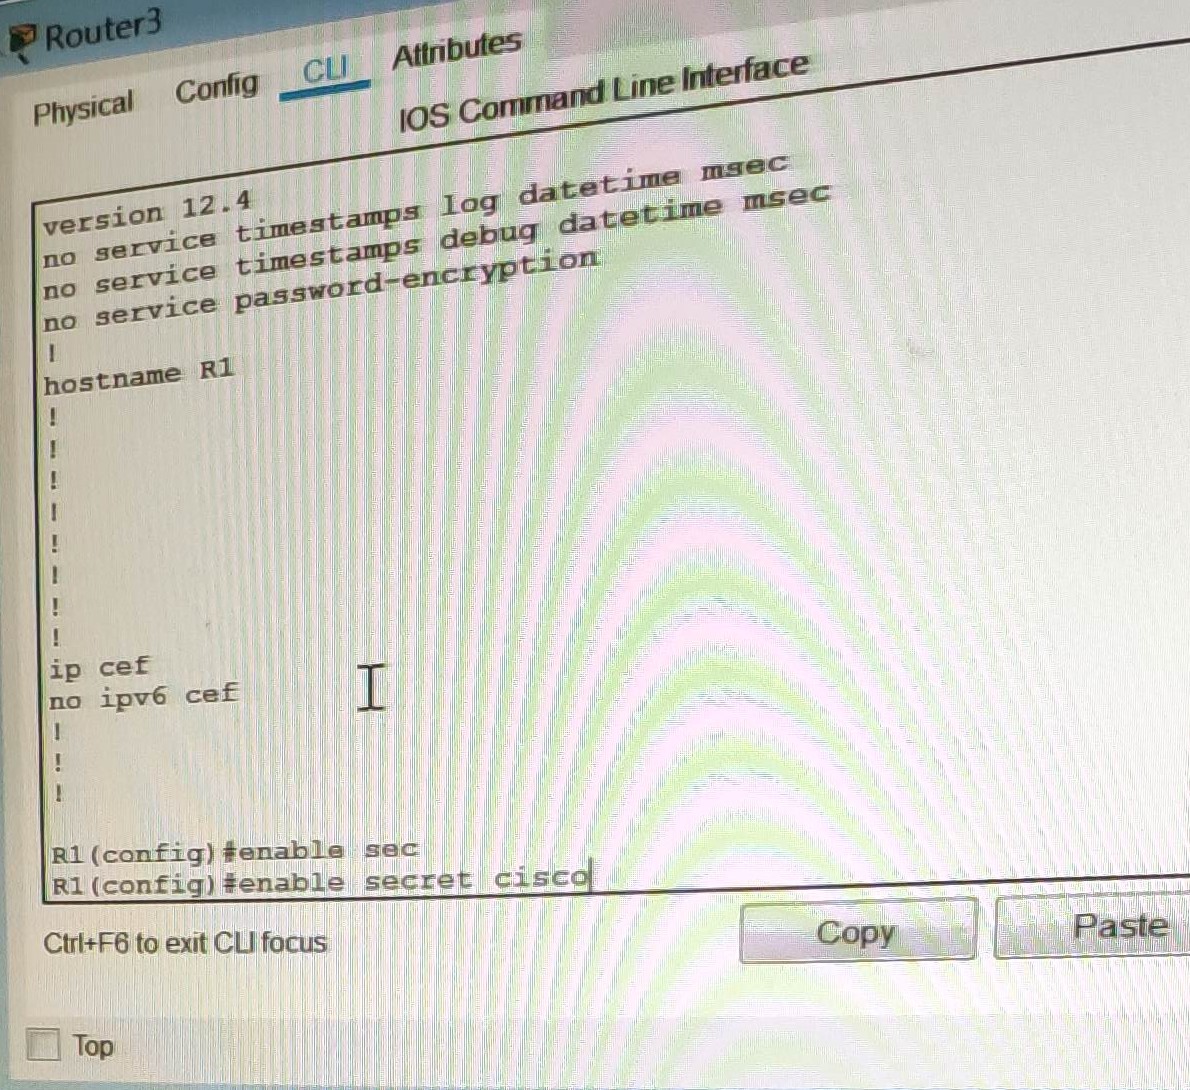 Router3
Physical Config CLI Attributes
IOS Command Line Interface
version 12.4
no service timestamps log datetime msec
no service timestamps debug datetime msec
no service password-encryption
!
hostname R1
!
!
!
!
!
!
!
!
ip cef
no ipv6 cef
!
!
!
R1(config)#enable sec
R1(config)#enable secret cisco
Ctrl+F6 to exit CLI focus
Copy Paste
Top